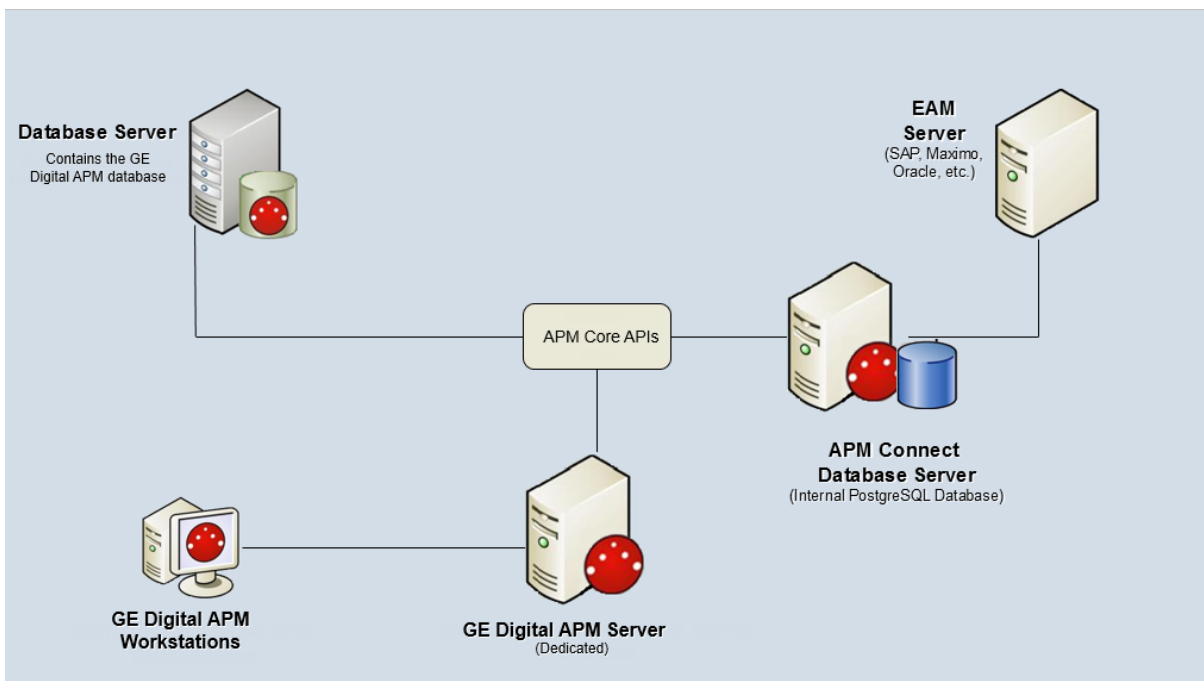 Database Server
Contains the GE
Digital APM database
EAM
Server
(SAP, Maximo,
Oracle, etc.)
APM Core APIs
APM Connect
Database Server
(Internal PostgreSQL Database)
GE Digital APM
Workstations
GE Digital APM Server
(Dedicated)